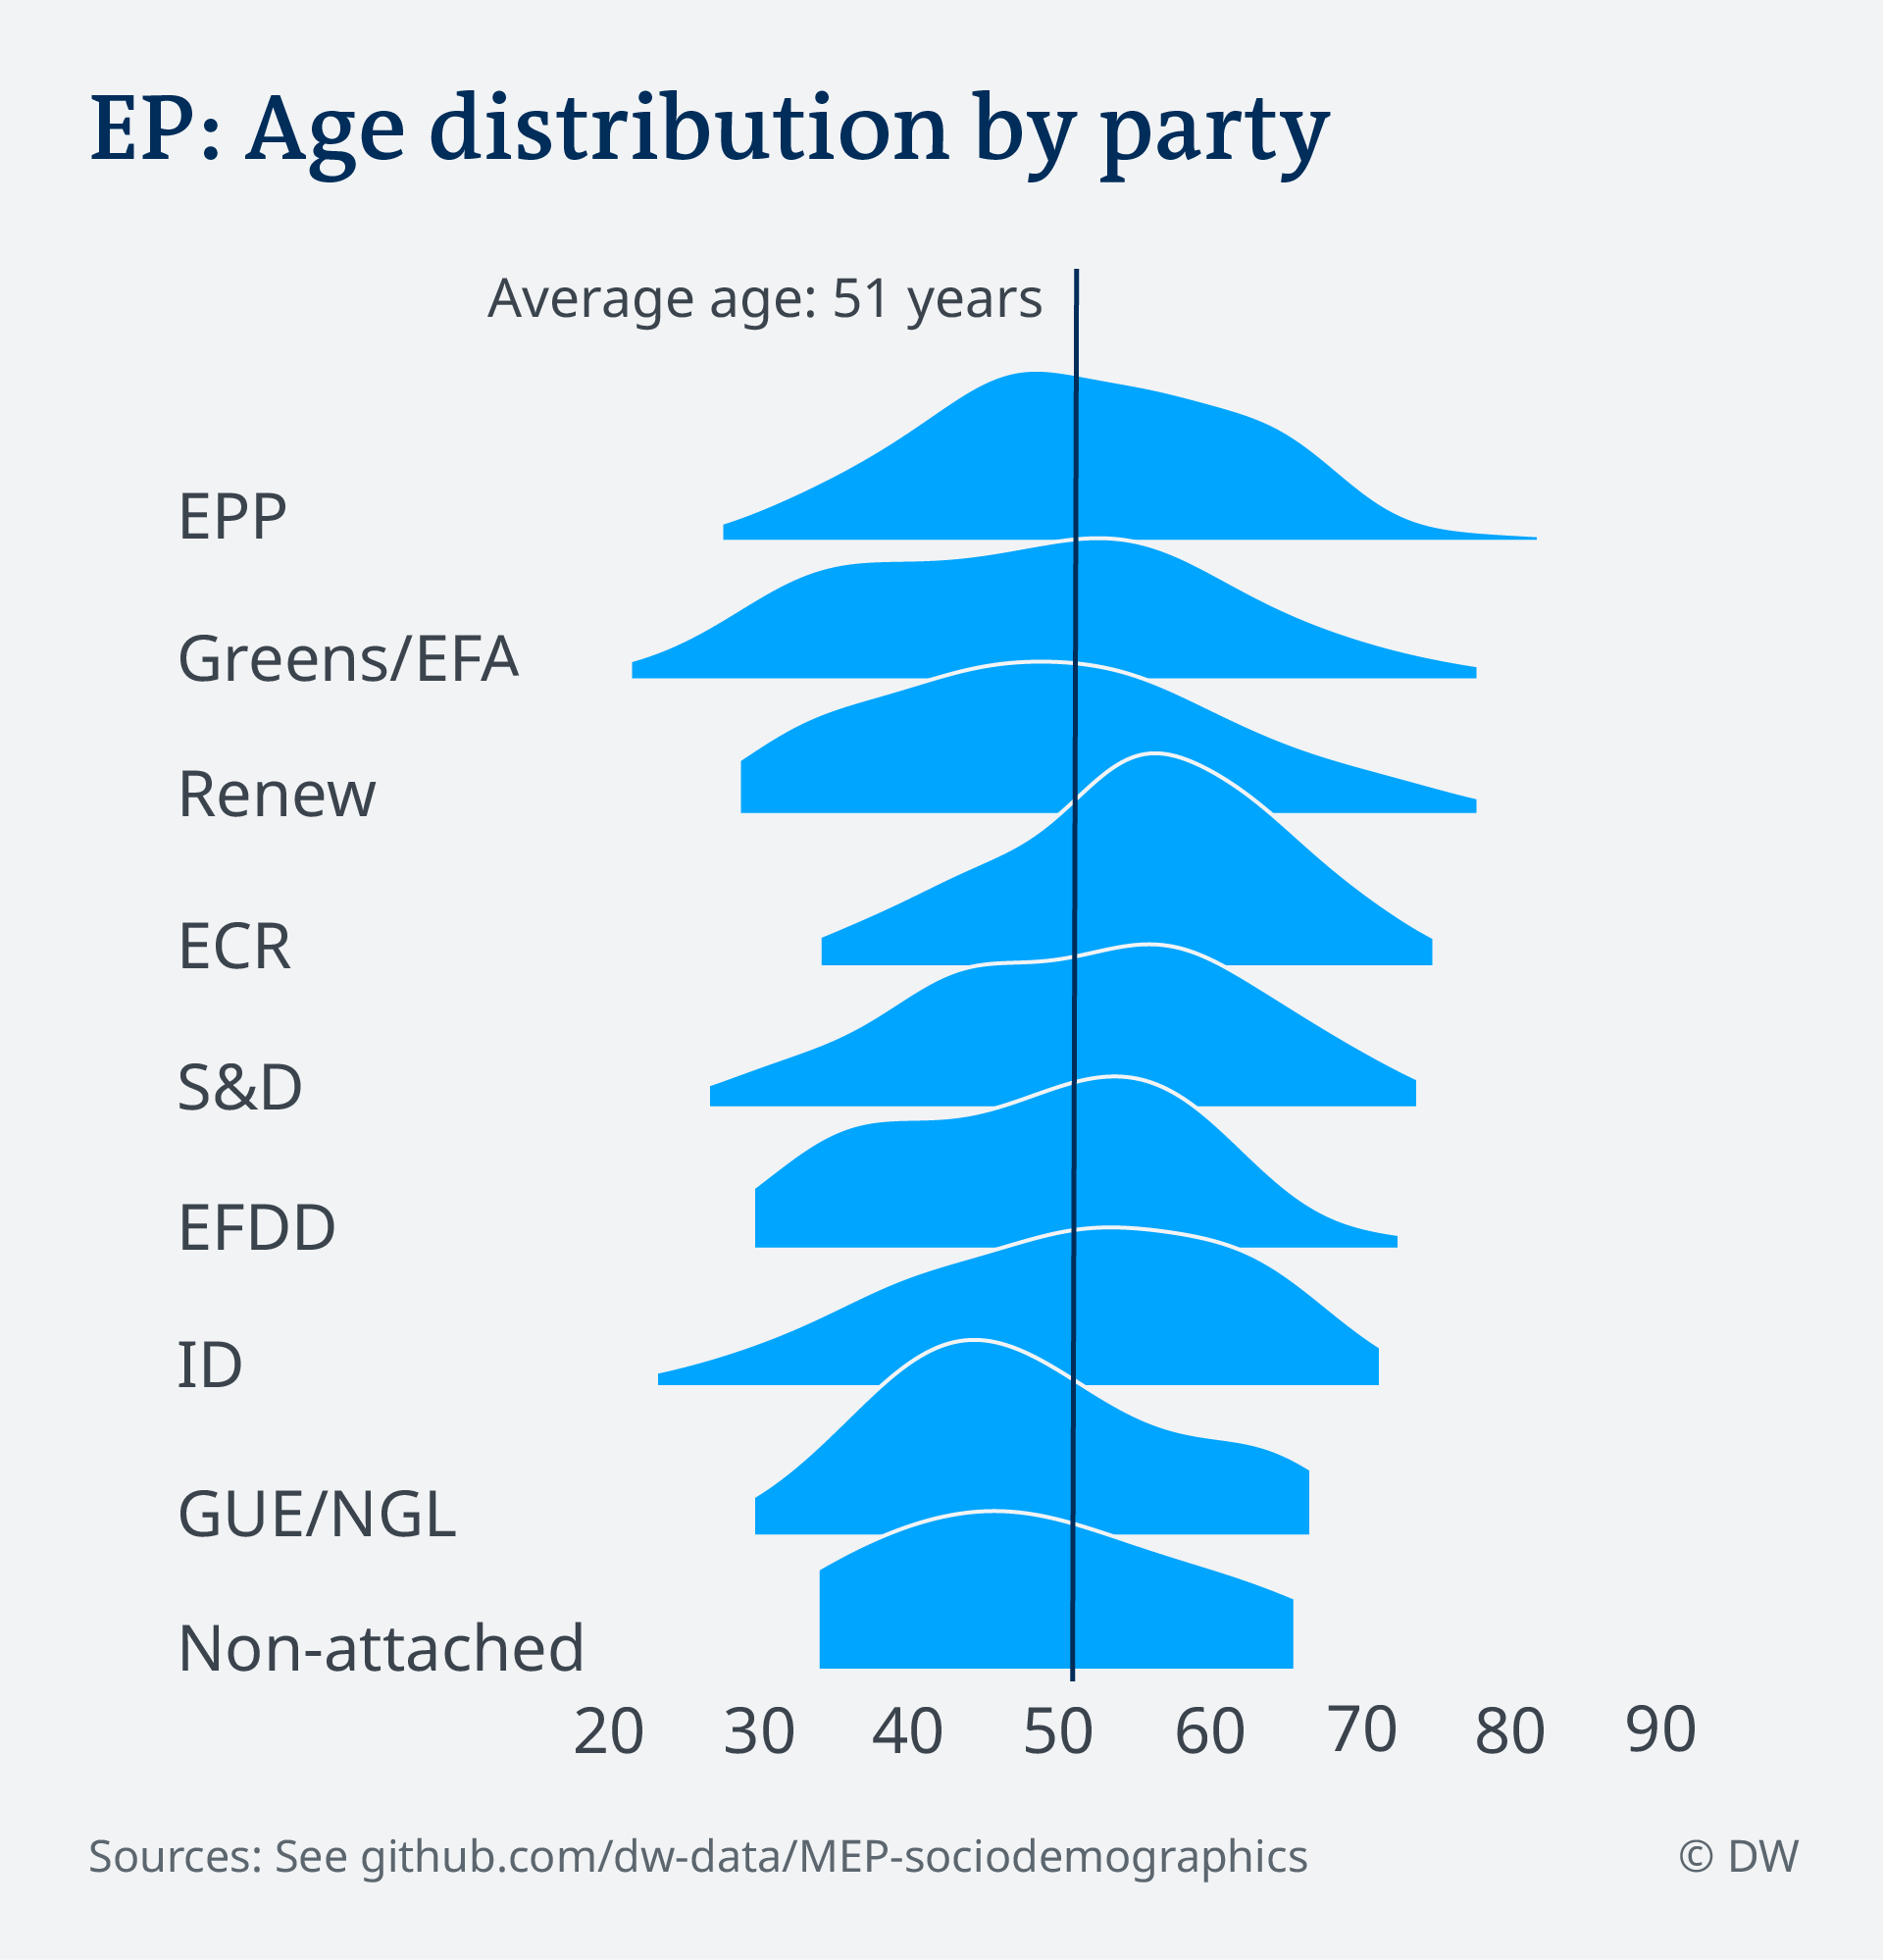 EP: Age distribution by party
Average age: 51 years
EPP
Greens/EFA
Renew
ECR
S&D
EFDD
ID
GUE/NGL
Non-attached
20 30 40 50 60 70 80 90
Sources: See github.com/dw-data/MEP-sociodemographics © DW